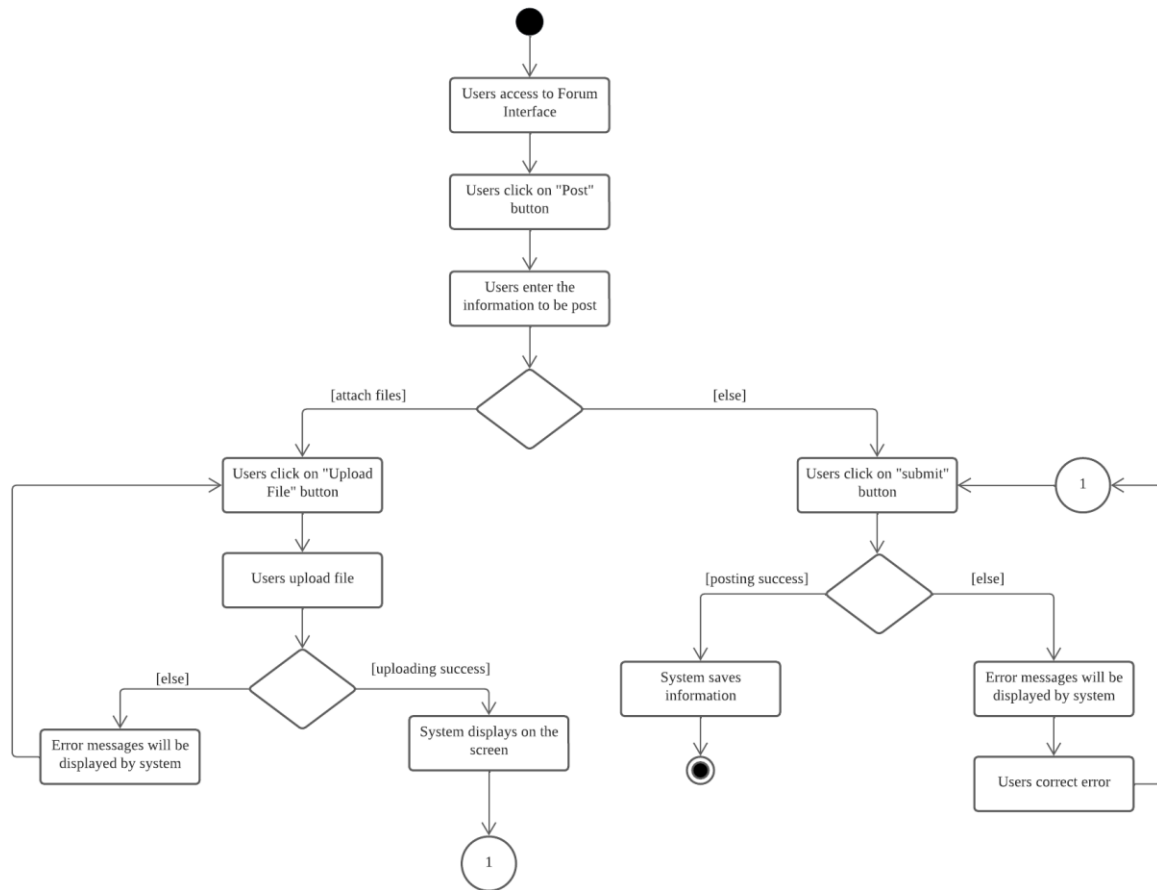 Users access to Forum
Interface
Users click on "Post"
button
Users enter the
information to be post
[attach files]
[else]
Users click on "Upload
File" button
Users click on "submit"
button
1
Users upload file
[posting success]
[else]
[else]
[uploading success]
System saves
information
Error messages will be
displayed by system
Error messages will be
displayed by system
System displays on the
screen
Users correct error
1